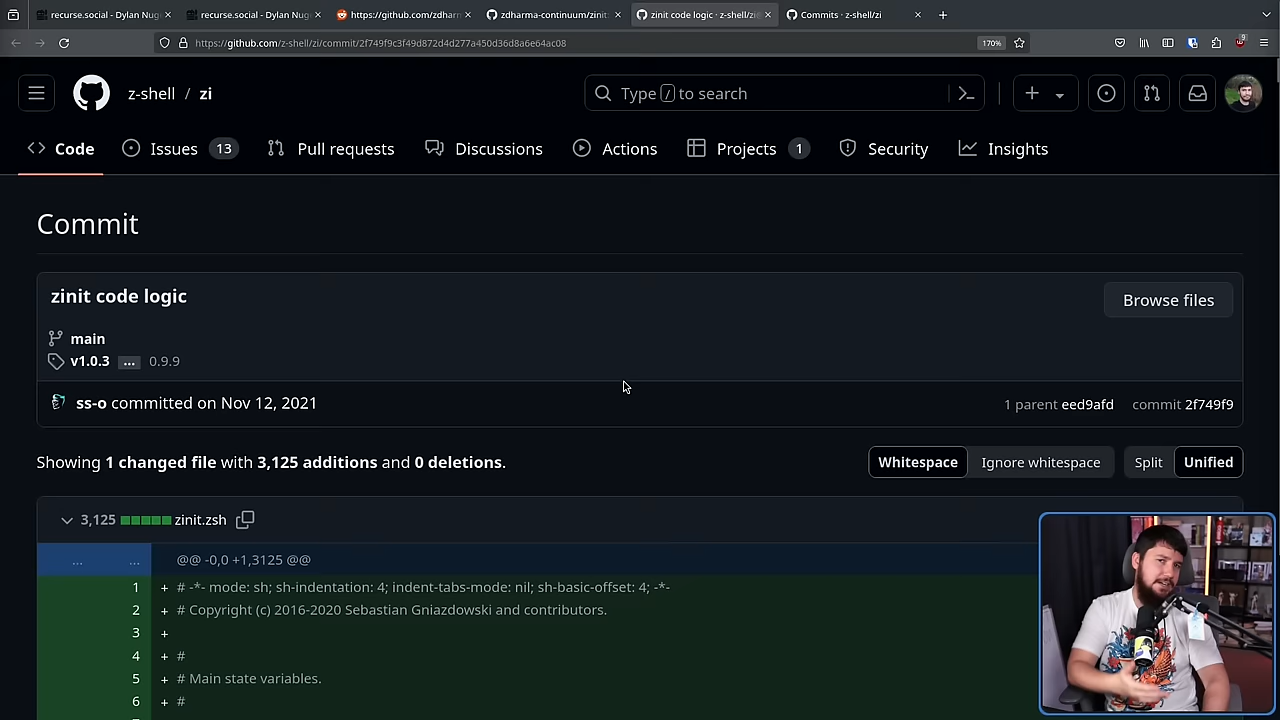 recurse.social - Dylan Nug
recurse.social - Dylan Nug
https://github.com/zdharm
zdharma-continuum/zinit
zinit code logic · z-shell/zi
Commits · z-shell/zi
https://github.com/z-shell/zi/commit/2f749f9c3f49d872d4d277a450d36d8a6e64ac08
170%
9
z-shell / zi
Type / to search
Code
Issues 13
Pull requests
Discussions
Actions
Projects 1
Security
Insights
Commit
zinit code logic
Browse files
main
v1.0.3 ... 0.9.9
ss-o committed on Nov 12, 2021
1 parent eed9afd commit 2f749f9
Showing 1 changed file with 3,125 additions and 0 deletions.
Whitespace Ignore whitespace Split Unified
3,125 zinit.zsh
... ... @@ -0,0 +1,3125 @@
1 + # -*- mode: sh; sh-indentation: 4; indent-tabs-mode: nil; sh-basic-offset: 4; -*-
2 + # Copyright (c) 2016-2020 Sebastian Gniazdowski and contributors.
3 +
4 + #
5 + # Main state variables.
6 + #